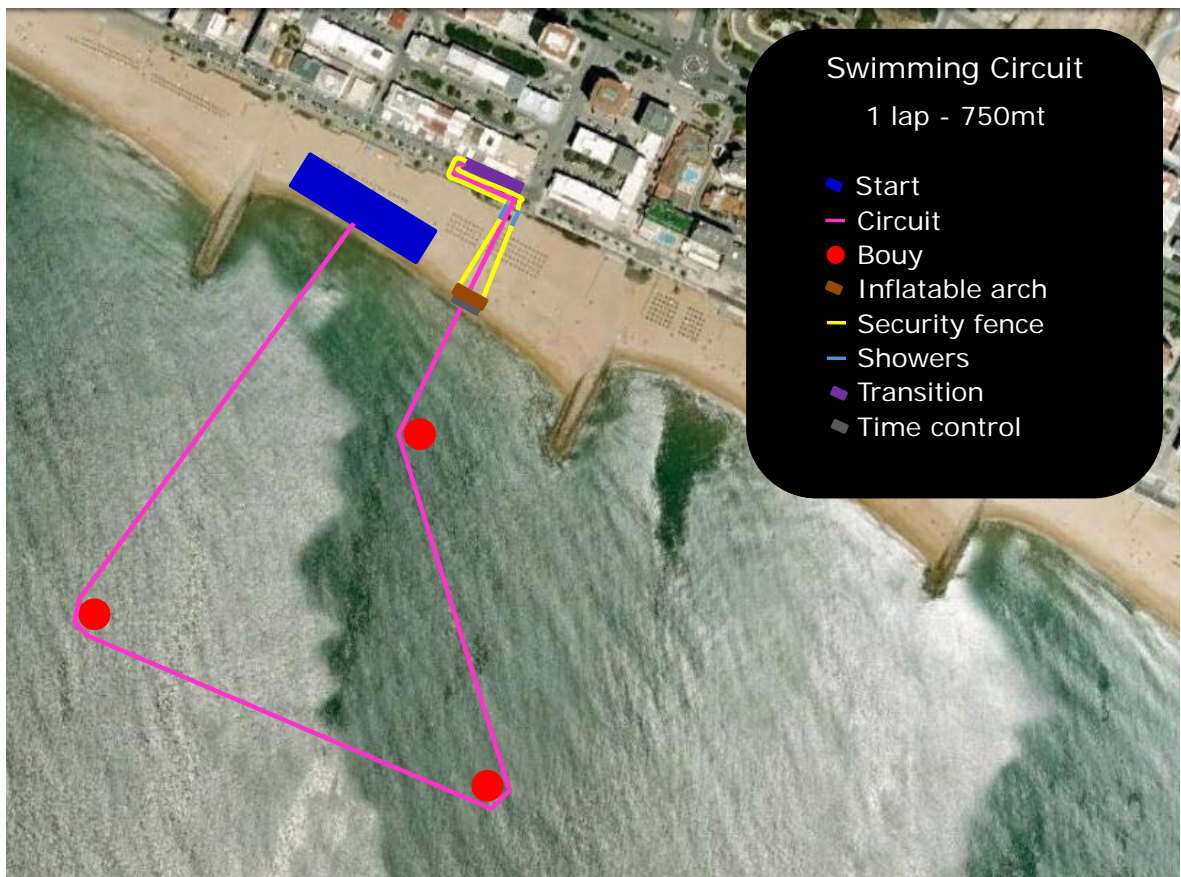 Swimming Circuit
1 lap - 750mt
Start
Circuit
Bouy
Inflatable arch
Security fence
Showers
Transition
Time control